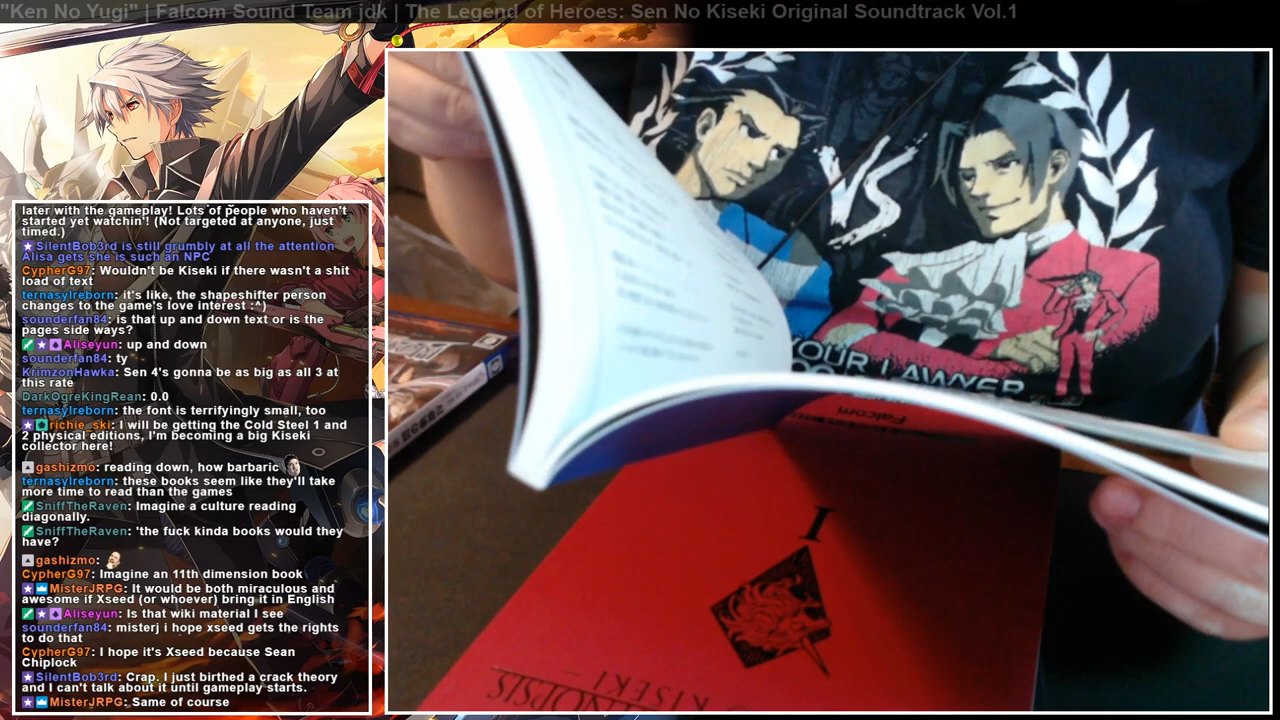 "Ken No Yugi" | Falcom Sound Team jdk | The Legend of Heroes: Sen No Kiseki Original Soundtrack Vol.1
later with the gameplay! Lots of people who haven't
started yet watchin'! (Not targeted at anyone, just
timed.)
SilentBob3rd is still grumbly at all the attention
Alisa gets she is such an NPC
CypherG97: Wouldn't be Kiseki if there wasn't a shit
load of text
ternasylreborn: it's like, the shapeshifter person
changes to the game's love interest :^)
sounderfan84: is that up and down text or is the
pages side ways?
Aliseyun: up and down
sounderfan84: ty
KrimzonHawka: Sen 4's gonna be as big as all 3 at
this rate
DarkOgreKingRean: 0.0
ternasylreborn: the font is terrifyingly small, too
richie_ski: I will be getting the Cold Steel 1 and
2 physical editions, I'm becoming a big Kiseki
collector here!
gashizmo: reading down, how barbaric
ternasylreborn: these books seem like they'll take
more time to read than the games
SniffTheRaven: Imagine a culture reading
diagonally.
SniffTheRaven: 'the fuck kinda books would they
have?
gashizmo:
CypherG97: Imagine an 11th dimension book
MisterJRPG: It would be both miraculous and
awesome if Xseed (or whoever) bring it in English
Aliseyun: Is that wiki material I see
sounderfan84: misterj i hope xseed gets the rights
to do that
CypherG97: I hope it's Xseed because Sean
Chiplock
SilentBob3rd: Crap. I just birthed a crack theory
and I can't talk about it until gameplay starts.
MisterJRPG: Same of course
VS
YOUR LAWYER
Falcom
I
KISEKI